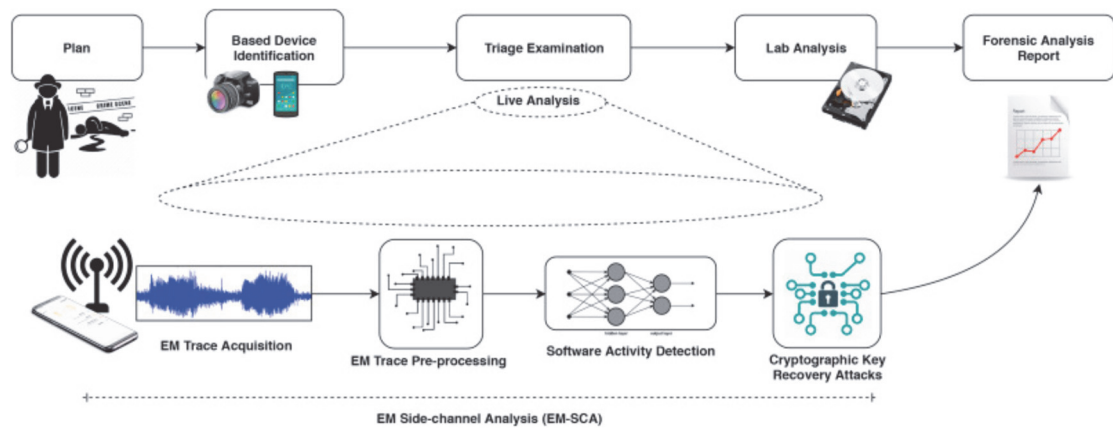 Plan
Based Device
Identification
Triage Examination
Lab Analysis
Forensic Analysis
Report
Live Analysis
EM Trace Acquisition
EM Trace Pre-processing
Software Activity Detection
Cryptographic Key
Recovery Attacks
EM Side-channel Analysis (EM-SCA)